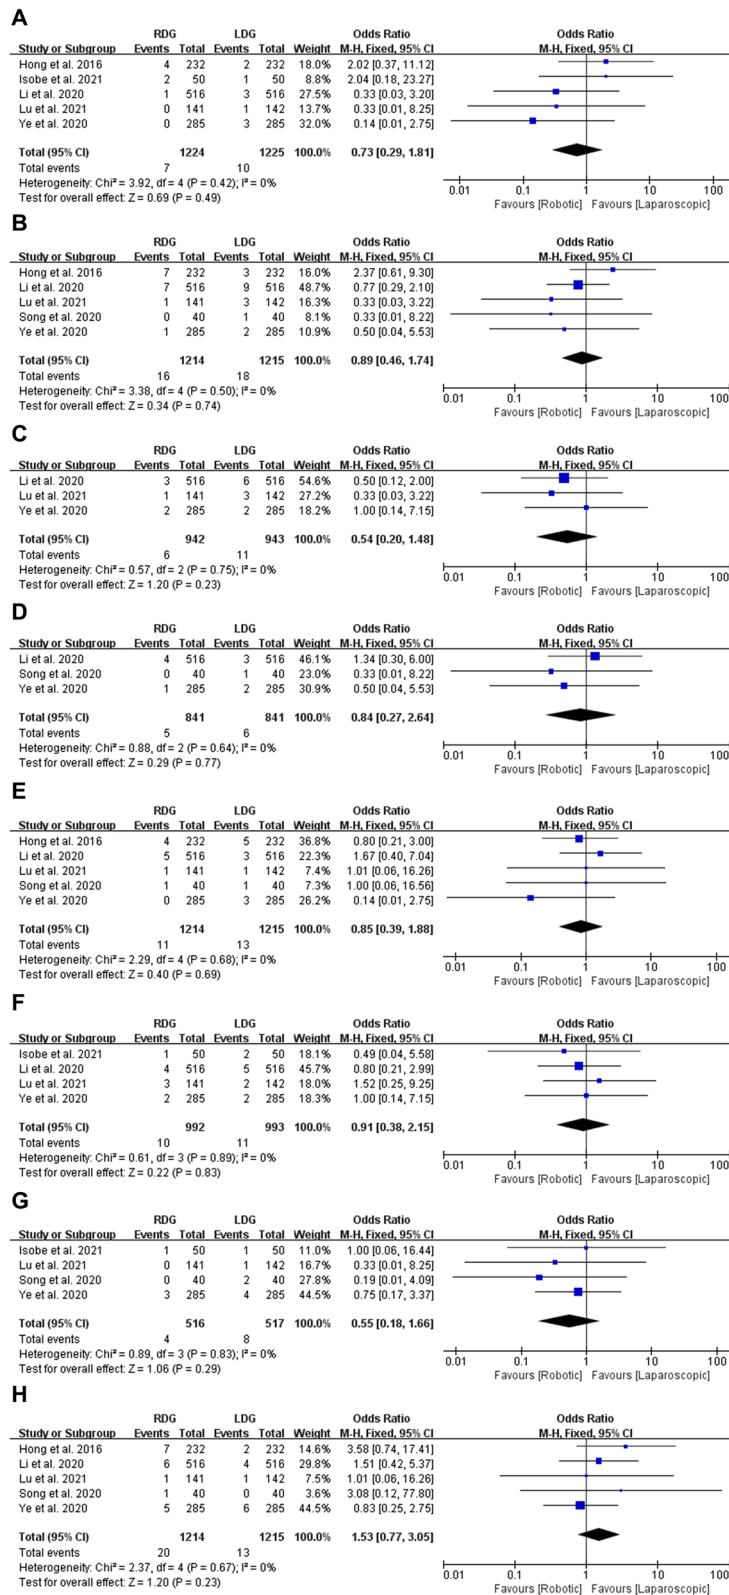 A
RDG LDG Odds Ratio Odds Ratio
Study or Subgroup Events Total Events Total Weight M-H, Fixed, 95% CI M-H, Fixed, 95% CI
Hong et al. 2016 4 232 2 232 18.0% 2.02 [0.37, 11.12]
Isobe et al. 2021 2 50 1 50 8.8% 2.04 [0.18, 23.27]
Li et al. 2020 1 516 3 516 27.5% 0.33 [0.03, 3.20]
Lu et al. 2021 0 141 1 142 13.7% 0.33 [0.01, 8.25]
Ye et al. 2020 0 285 3 285 32.0% 0.14 [0.01, 2.75]
Total (95% CI) 1224 1225 100.0% 0.73 [0.29, 1.81]
Total events 7 10
Heterogeneity: Chi² = 3.92, df = 4 (P = 0.42); I² = 0%
Test for overall effect: Z = 0.69 (P = 0.49)
0.01 0.1 1 10 100
Favours [Robotic] Favours [Laparoscopic]
B
RDG LDG Odds Ratio Odds Ratio
Study or Subgroup Events Total Events Total Weight M-H, Fixed, 95% CI M-H, Fixed, 95% CI
Hong et al. 2016 7 232 3 232 16.0% 2.37 [0.61, 9.30]
Li et al. 2020 7 516 9 516 48.7% 0.77 [0.29, 2.10]
Lu et al. 2021 1 141 3 142 16.3% 0.33 [0.03, 3.22]
Song et al. 2020 0 40 1 40 8.1% 0.33 [0.01, 8.22]
Ye et al. 2020 1 285 2 285 10.9% 0.50 [0.04, 5.53]
Total (95% CI) 1214 1215 100.0% 0.89 [0.46, 1.74]
Total events 16 18
Heterogeneity: Chi² = 3.38, df = 4 (P = 0.50); I² = 0%
Test for overall effect: Z = 0.34 (P = 0.74)
0.01 0.1 1 10 100
Favours [Robotic] Favours [Laparoscopic]
C
RDG LDG Odds Ratio Odds Ratio
Study or Subgroup Events Total Events Total Weight M-H, Fixed, 95% CI M-H, Fixed, 95% CI
Li et al. 2020 3 516 6 516 54.6% 0.50 [0.12, 2.00]
Lu et al. 2021 1 141 3 142 27.2% 0.33 [0.03, 3.22]
Ye et al. 2020 2 285 2 285 18.2% 1.00 [0.14, 7.15]
Total (95% CI) 942 943 100.0% 0.54 [0.20, 1.48]
Total events 6 11
Heterogeneity: Chi² = 0.57, df = 2 (P = 0.75); I² = 0%
Test for overall effect: Z = 1.20 (P = 0.23)
0.01 0.1 1 10 100
Favours [Robotic] Favours [Laparoscopic]
D
RDG LDG Odds Ratio Odds Ratio
Study or Subgroup Events Total Events Total Weight M-H, Fixed, 95% CI M-H, Fixed, 95% CI
Li et al. 2020 4 516 3 516 46.1% 1.34 [0.30, 6.00]
Song et al. 2020 0 40 1 40 23.0% 0.33 [0.01, 8.22]
Ye et al. 2020 1 285 2 285 30.9% 0.50 [0.04, 5.53]
Total (95% CI) 841 841 100.0% 0.84 [0.27, 2.64]
Total events 5 6
Heterogeneity: Chi² = 0.88, df = 2 (P = 0.64); I² = 0%
Test for overall effect: Z = 0.29 (P = 0.77)
0.01 0.1 1 10 100
Favours [Robotic] Favours [Laparoscopic]
E
RDG LDG Odds Ratio Odds Ratio
Study or Subgroup Events Total Events Total Weight M-H, Fixed, 95% CI M-H, Fixed, 95% CI
Hong et al. 2016 4 232 5 232 36.8% 0.80 [0.21, 3.00]
Li et al. 2020 5 516 3 516 22.3% 1.67 [0.40, 7.04]
Lu et al. 2021 1 141 1 142 7.4% 1.01 [0.06, 16.26]
Song et al. 2020 1 40 1 40 7.3% 1.00 [0.06, 16.56]
Ye et al. 2020 0 285 3 285 26.2% 0.14 [0.01, 2.75]
Total (95% CI) 1214 1215 100.0% 0.85 [0.39, 1.88]
Total events 11 13
Heterogeneity: Chi² = 2.29, df = 4 (P = 0.68); I² = 0%
Test for overall effect: Z = 0.40 (P = 0.69)
0.01 0.1 1 10 100
Favours [Robotic] Favours [Laparoscopic]
F
RDG LDG Odds Ratio Odds Ratio
Study or Subgroup Events Total Events Total Weight M-H, Fixed, 95% CI M-H, Fixed, 95% CI
Isobe et al. 2021 1 50 2 50 18.1% 0.49 [0.04, 5.58]
Li et al. 2020 4 516 5 516 45.7% 0.80 [0.21, 2.99]
Lu et al. 2021 3 141 2 142 18.0% 1.52 [0.25, 9.25]
Ye et al. 2020 2 285 2 285 18.3% 1.00 [0.14, 7.15]
Total (95% CI) 992 993 100.0% 0.91 [0.38, 2.15]
Total events 10 11
Heterogeneity: Chi² = 0.61, df = 3 (P = 0.89); I² = 0%
Test for overall effect: Z = 0.22 (P = 0.83)
0.01 0.1 1 10 100
Favours [Robotic] Favours [Laparoscopic]
G
RDG LDG Odds Ratio Odds Ratio
Study or Subgroup Events Total Events Total Weight M-H, Fixed, 95% CI M-H, Fixed, 95% CI
Isobe et al. 2021 1 50 1 50 11.0% 1.00 [0.06, 16.44]
Lu et al. 2021 0 141 1 142 16.7% 0.33 [0.01, 8.25]
Song et al. 2020 0 40 2 40 27.8% 0.19 [0.01, 4.09]
Ye et al. 2020 3 285 4 285 44.5% 0.75 [0.17, 3.37]
Total (95% CI) 516 517 100.0% 0.55 [0.18, 1.66]
Total events 4 8
Heterogeneity: Chi² = 0.89, df = 3 (P = 0.83); I² = 0%
Test for overall effect: Z = 1.06 (P = 0.29)
0.01 0.1 1 10 100
Favours [Robotic] Favours [Laparoscopic]
H
RDG LDG Odds Ratio Odds Ratio
Study or Subgroup Events Total Events Total Weight M-H, Fixed, 95% CI M-H, Fixed, 95% CI
Hong et al. 2016 7 232 2 232 14.6% 3.58 [0.74, 17.41]
Li et al. 2020 6 516 4 516 29.8% 1.51 [0.42, 5.37]
Lu et al. 2021 1 141 1 142 7.5% 1.01 [0.06, 16.26]
Song et al. 2020 1 40 0 40 3.6% 3.08 [0.12, 77.80]
Ye et al. 2020 5 285 6 285 44.5% 0.83 [0.25, 2.75]
Total (95% CI) 1214 1215 100.0% 1.53 [0.77, 3.05]
Total events 20 13
Heterogeneity: Chi² = 2.37, df = 4 (P = 0.67); I² = 0%
Test for overall effect: Z = 1.20 (P = 0.23)
0.01 0.1 1 10 100
Favours [Robotic] Favours [Laparoscopic]